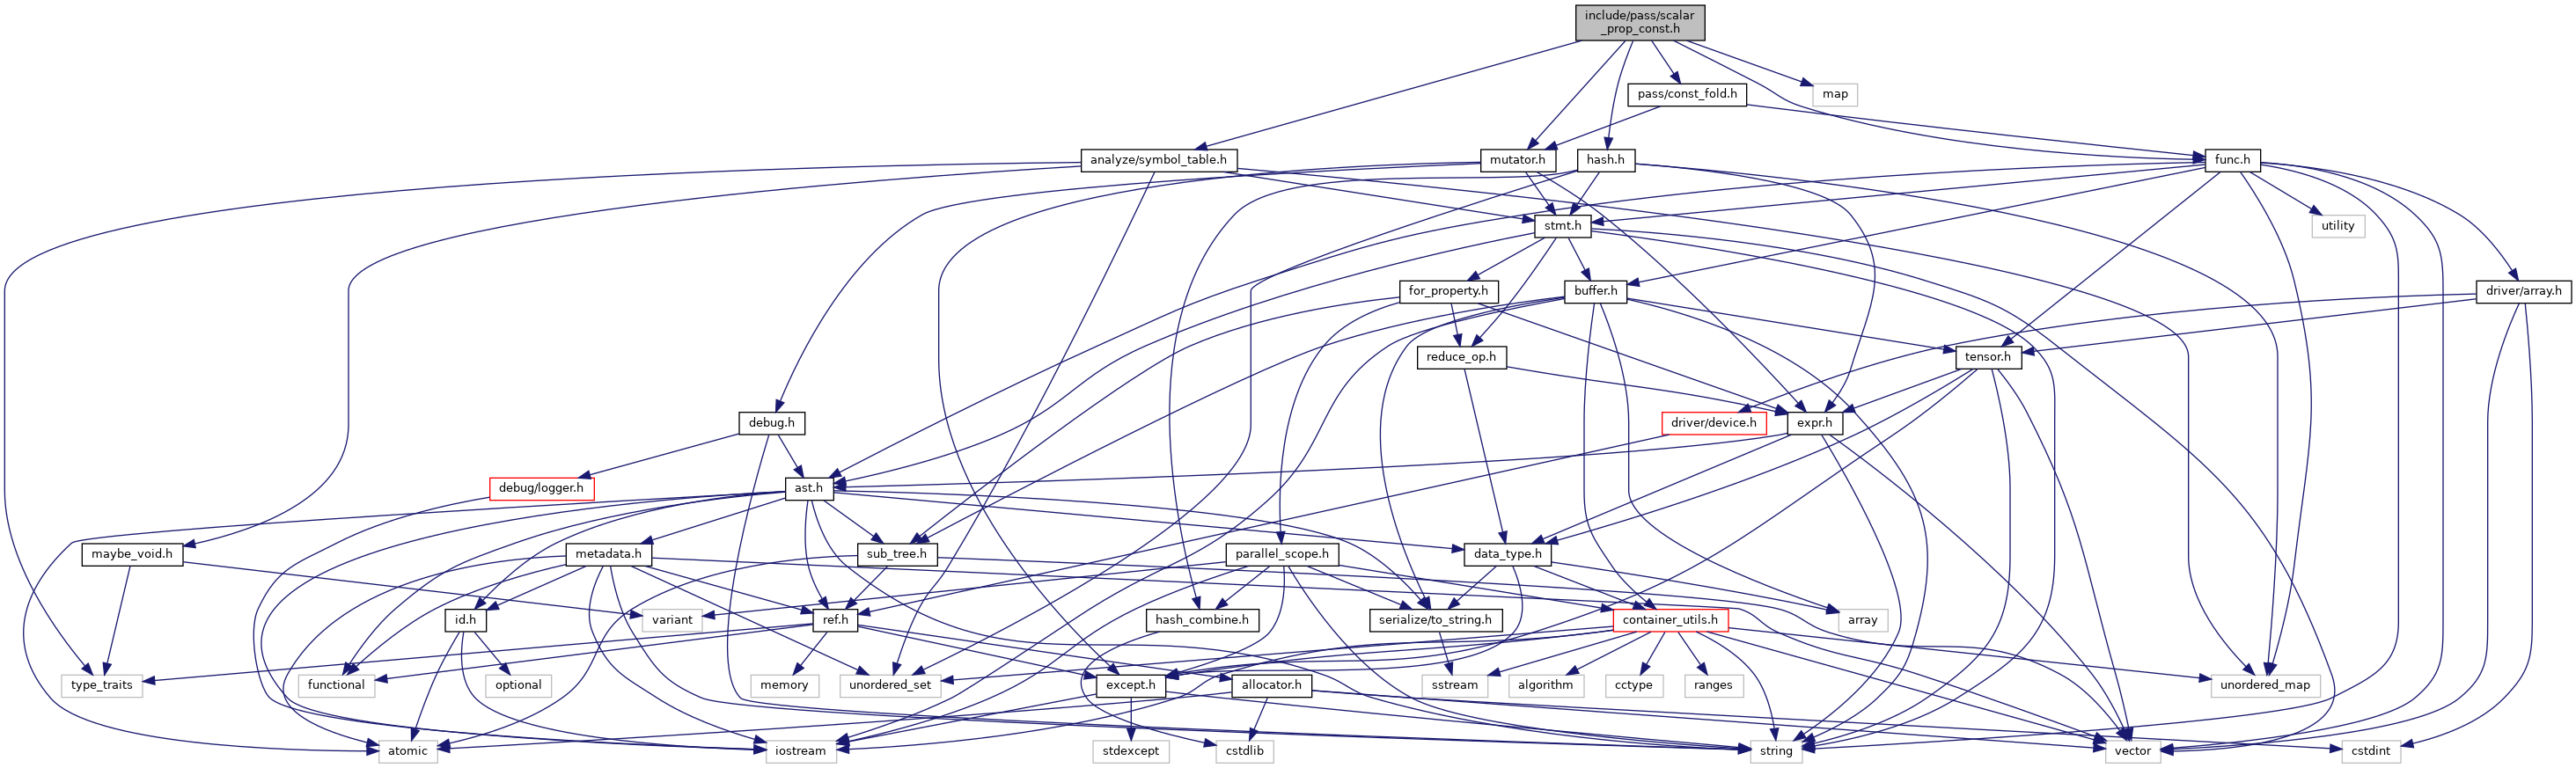 include/pass/scalar
_prop_const.h
pass/const_fold.h
map
analyze/symbol_table.h
mutator.h
hash.h
func.h
stmt.h
utility
for_property.h
buffer.h
driver/array.h
reduce_op.h
tensor.h
debug.h
driver/device.h
expr.h
debug/logger.h
ast.h
maybe_void.h
metadata.h
sub_tree.h
parallel_scope.h
data_type.h
id.h
variant
ref.h
hash_combine.h
serialize/to_string.h
container_utils.h
array
type_traits
functional
optional
memory
unordered_set
except.h
allocator.h
sstream
algorithm
cctype
ranges
unordered_map
atomic
iostream
stdexcept
cstdlib
string
vector
cstdint